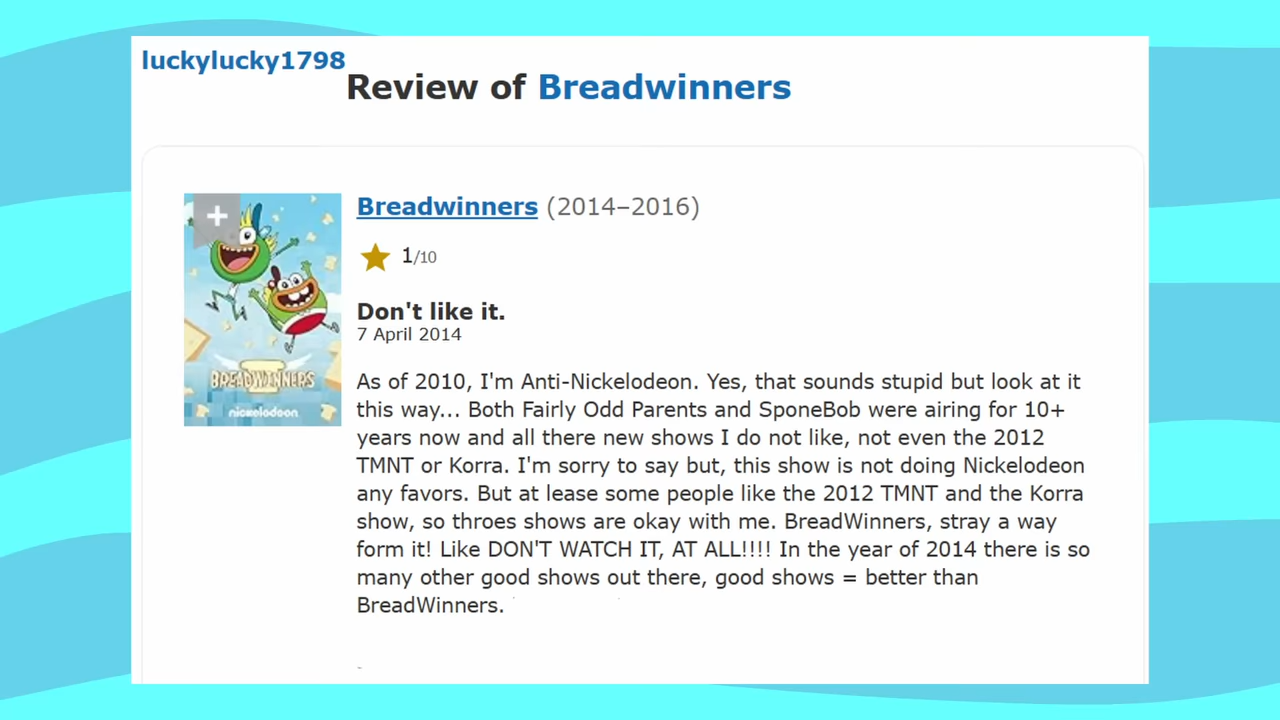 luckylucky1798
Review of Breadwinners
Breadwinners (2014–2016)
1/10
Don't like it.
7 April 2014
As of 2010, I'm Anti-Nickelodeon. Yes, that sounds stupid but look at it
this way... Both Fairly Odd Parents and SponeBob were airing for 10+
years now and all there new shows I do not like, not even the 2012
TMNT or Korra. I'm sorry to say but, this show is not doing Nickelodeon
any favors. But at lease some people like the 2012 TMNT and the Korra
show, so throes shows are okay with me. BreadWinners, stray a way
form it! Like DON'T WATCH IT, AT ALL!!!! In the year of 2014 there is so
many other good shows out there, good shows = better than
BreadWinners.
+
BREADWINNERS
nickelodeon